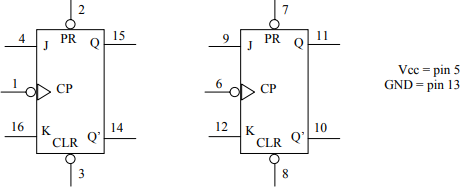 2 7
4 J PR Q 15 9 J PR Q 11
1 CP 6 CP
Vcc = pin 5
GND = pin 13
16 K CLR Q' 14 12 K CLR Q' 10
3 8